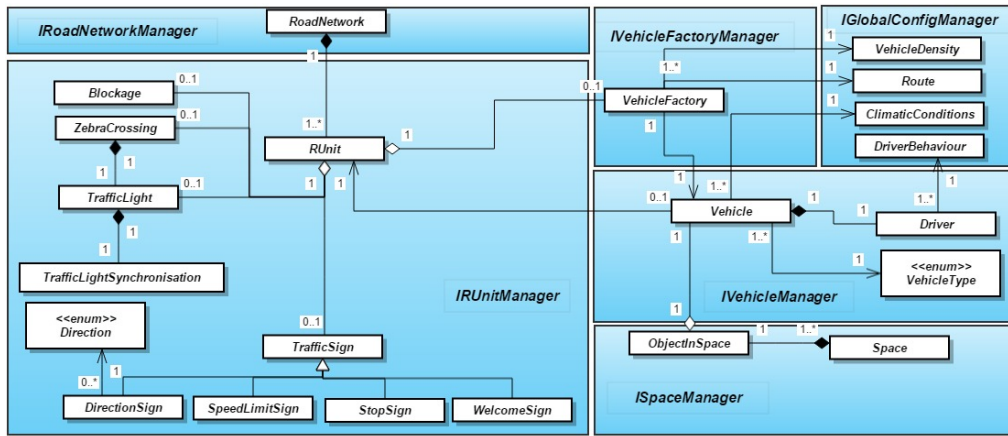 IRoadNetworkManager
RoadNetwork
1
1..*
IRUnitManager
Blockage
0..1
ZebraCrossing
0..1
1
1
TrafficLight
0..1
1
1
TrafficLightSynchronisation
RUnit
1
1
1
0..1
TrafficSign
<<enum>>
Direction
0..*
1
DirectionSign
SpeedLimitSign
StopSign
WelcomeSign
IVehicleFactoryManager
0..1
VehicleFactory
1
1..*
1
IGlobalConfigManager
1
VehicleDensity
1
Route
1
ClimaticConditions
DriverBehaviour
1
1..*
IVehicleManager
0..1
1..*
Vehicle
1
1
Driver
1
1..*
1
<<enum>>
VehicleType
1
ObjectInSpace
1
1..*
Space
ISpaceManager